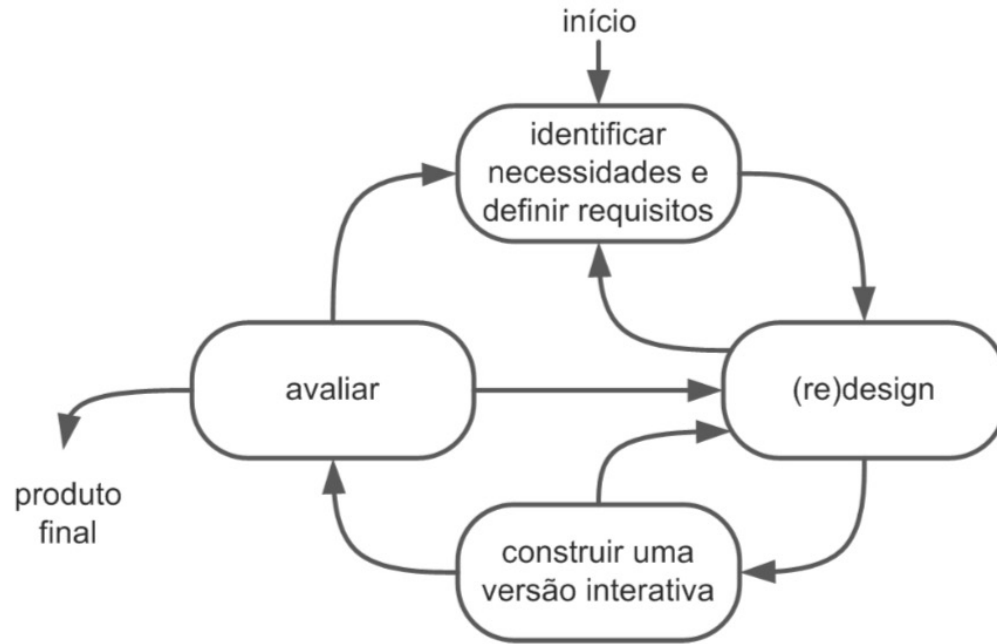 início
identificar
necessidades e
definir requisitos
avaliar
(re)design
produto
final
construir uma
versão interativa